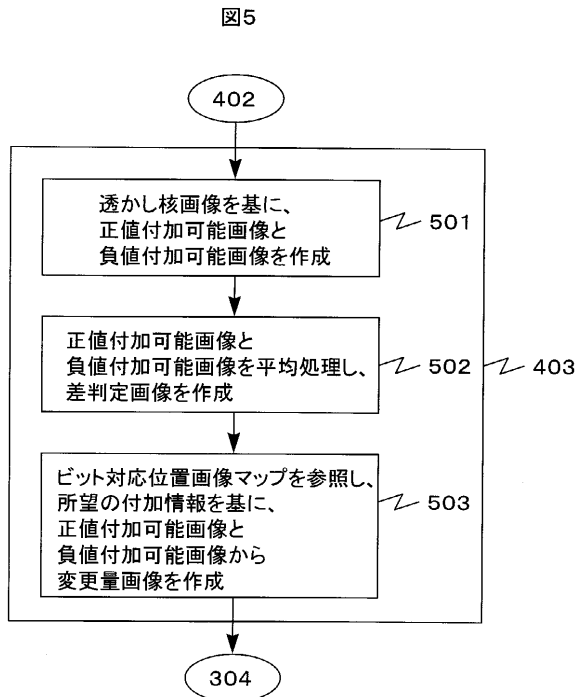 図5
402
透かし核画像を基に、
正値付加可能画像と
負値付加可能画像を作成
501
正値付加可能画像と
負値付加可能画像を平均処理し、
差判定画像を作成
502
403
ビット対応位置画像マップを参照し、
所望の付加情報を基に、
正値付加可能画像と
負値付加可能画像から
変更量画像を作成
503
304